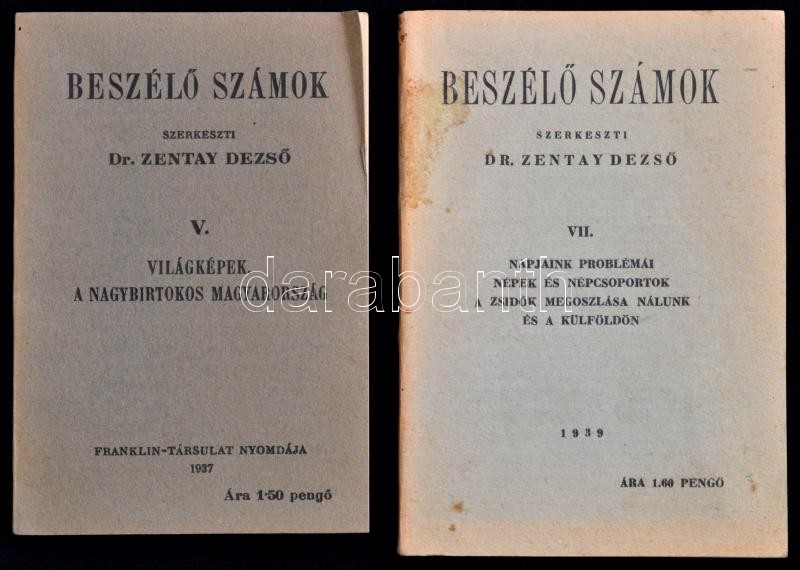 BESZÉLŐ SZÁMOK
SZERKESZTI
Dr. ZENTAY DEZSŐ
V.
VILÁGKÉPEK.
A NAGYBIRTOKOS MAGYARORSZÁG
FRANKLIN-TÁRSULAT NYOMDÁJA
1937
Ára 1·50 pengő
BESZÉLŐ SZÁMOK
SZERKESZTI
DR. ZENTAY DEZSŐ
VII.
NAPJAINK PROBLÉMÁI
NÉPEK ÉS NÉPCSOPORTOK
A ZSIDÓK MEGOSZLÁSA NÁLUNK
ÉS A KÜLFÖLDÖN
1939
ÁRA 1.60 PENGŐ
darabanth